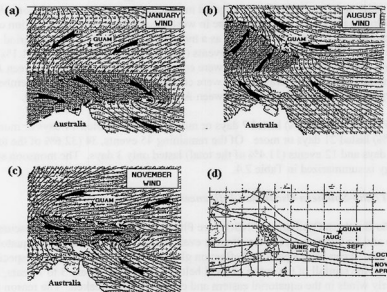 (a)
JANUARY
WIND
GUAM
Australia
(b)
AUGUST
WIND
GUAM
Australia
(c)
NOVEMBER
WIND
GUAM
Australia
(d)
GUAM
AUG.
SEPT
JUNE
JULY
OCT
NOV
APR